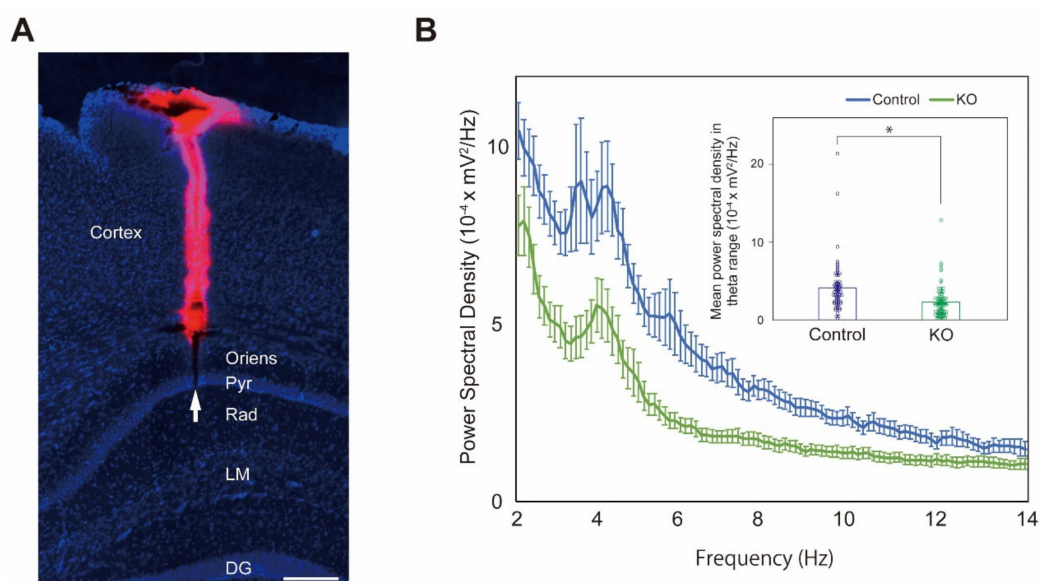 A
Cortex
Oriens
Pyr
Rad
LM
DG
B
Control KO
Power Spectral Density (10⁻⁴ x mV²/Hz)
10
5
0
2 4 6 8 10 12 14
Frequency (Hz)
Mean power spectral density in
theta range (10⁻⁴ x mV²/Hz)
20
10
0
*
Control KO